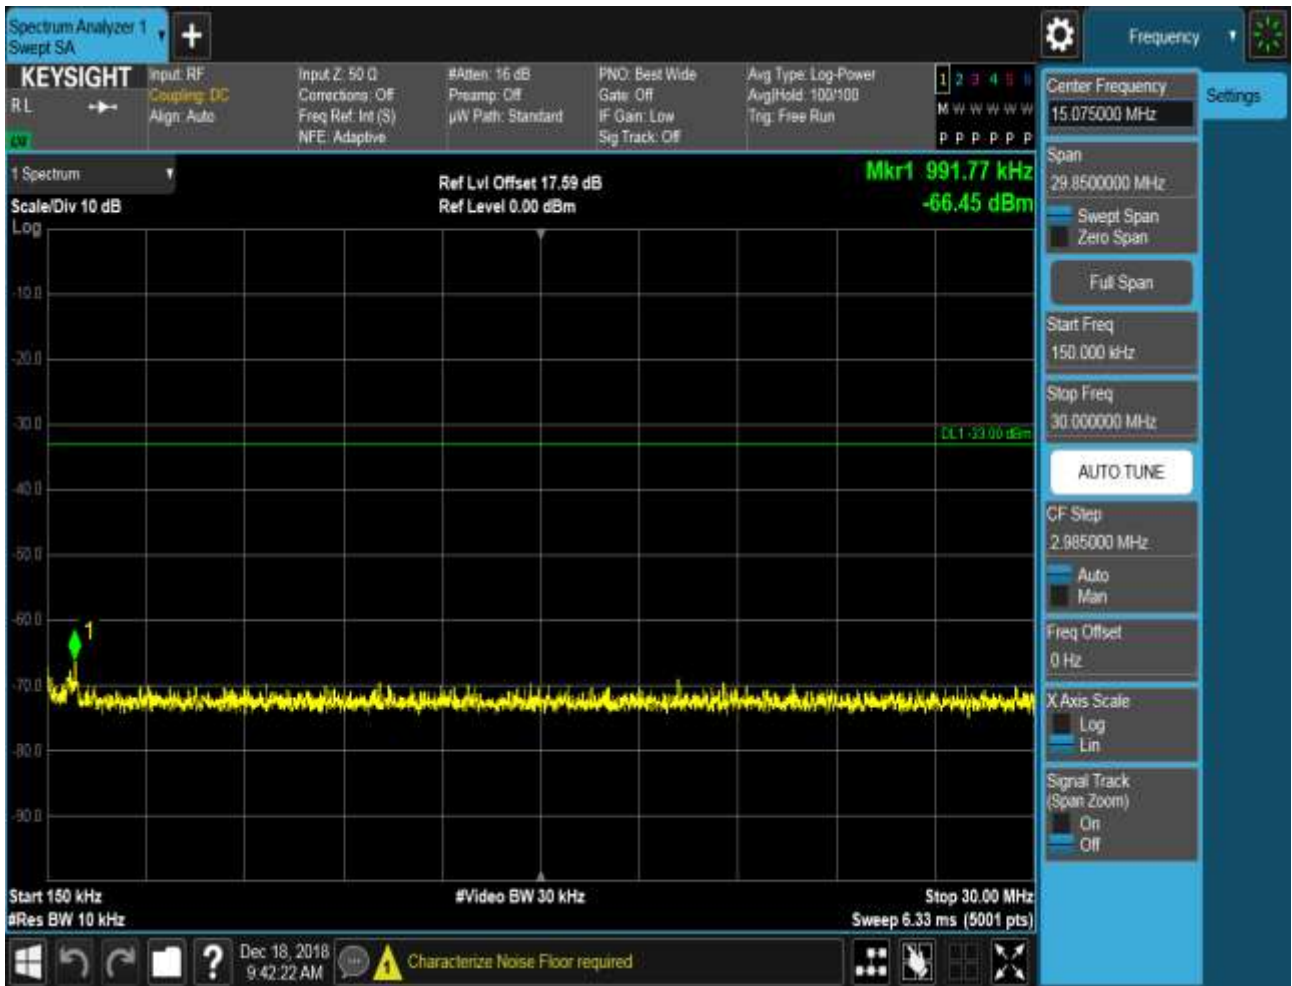 Spectrum Analyzer 1
Swept SA
Frequency
KEYSIGHT
RL
Input: RF
Coupling: DC
Align: Auto
Input Z: 50 Ω
Corrections: Off
Freq Ref: Int (S)
NFE: Adaptive
#Atten: 16 dB
Preamp: Off
µW Path: Standard
PNO: Best Wide
Gate: Off
IF Gain: Low
Sig Track: Off
Avg Type: Log-Power
Avg|Hold: 100/100
Trig: Free Run
1 2 3 4 5 6
M W W W W W
P P P P P P
1 Spectrum
Scale/Div 10 dB
Log
Ref Lvl Offset 17.59 dB
Ref Level 0.00 dBm
Mkr1 991.77 kHz
-66.45 dBm
-10.0
-20.0
-30.0
DL1 -33.00 dBm
-40.0
-50.0
-60.0
1
-70.0
-80.0
-90.0
Start 150 kHz
#Video BW 30 kHz
Stop 30.00 MHz
#Res BW 10 kHz
Sweep 6.33 ms (5001 pts)
?
Dec 18, 2018
9:42:22 AM
Characterize Noise Floor required
Center Frequency
15.075000 MHz
Settings
Span
29.8500000 MHz
Swept Span
Zero Span
Full Span
Start Freq
150.000 kHz
Stop Freq
30.000000 MHz
AUTO TUNE
CF Step
2.985000 MHz
Auto
Man
Freq Offset
0 Hz
X Axis Scale
Log
Lin
Signal Track
(Span Zoom)
On
Off